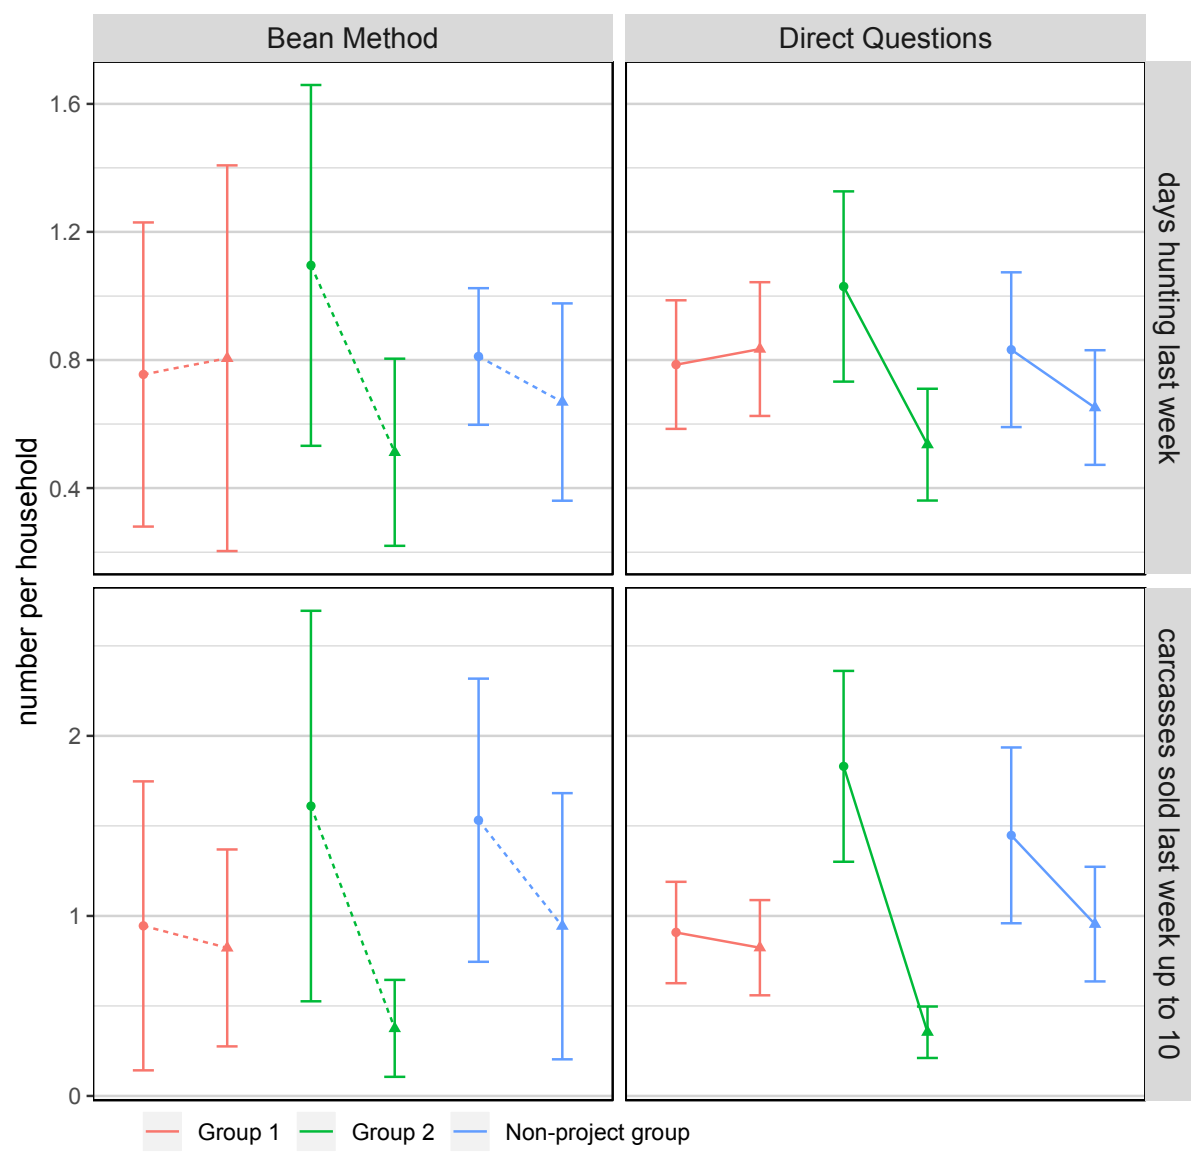 Bean Method
Direct Questions
number per household
1.6
1.2
0.8
0.4
days hunting last week
2
1
0
carcasses sold last week up to 10
Group 1
Group 2
Non-project group